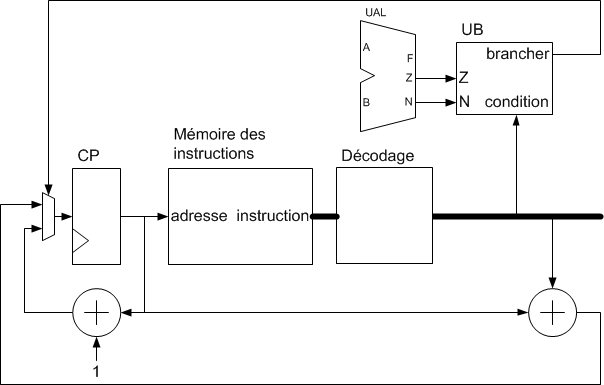 UAL
UB
A
F
brancher
Z
Z
B
N
N
condition
Mémoire des
instructions
CP
Décodage
adresse instruction
1